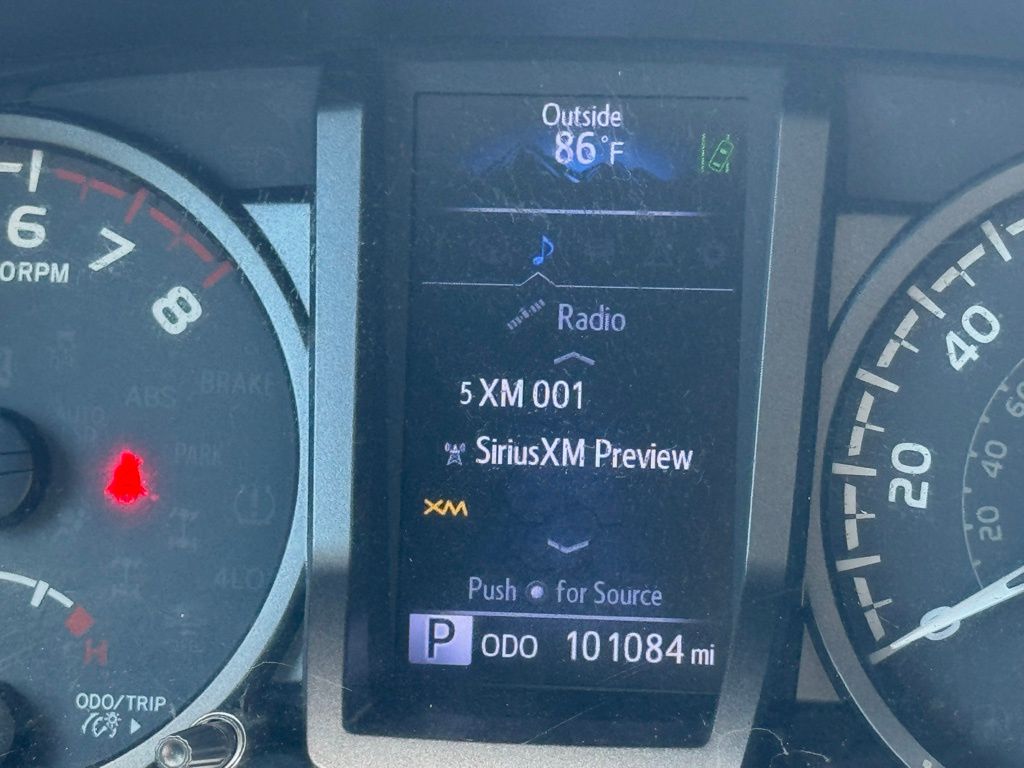 Outside
86°F
Radio
5 XM 001
SiriusXM Preview
XM
Push for Source
P ODO 101084 mi
6
7
8
0RPM
ABS
BRAKE
PARK
4LO
H
ODO/TRIP
20
40
20
40
60